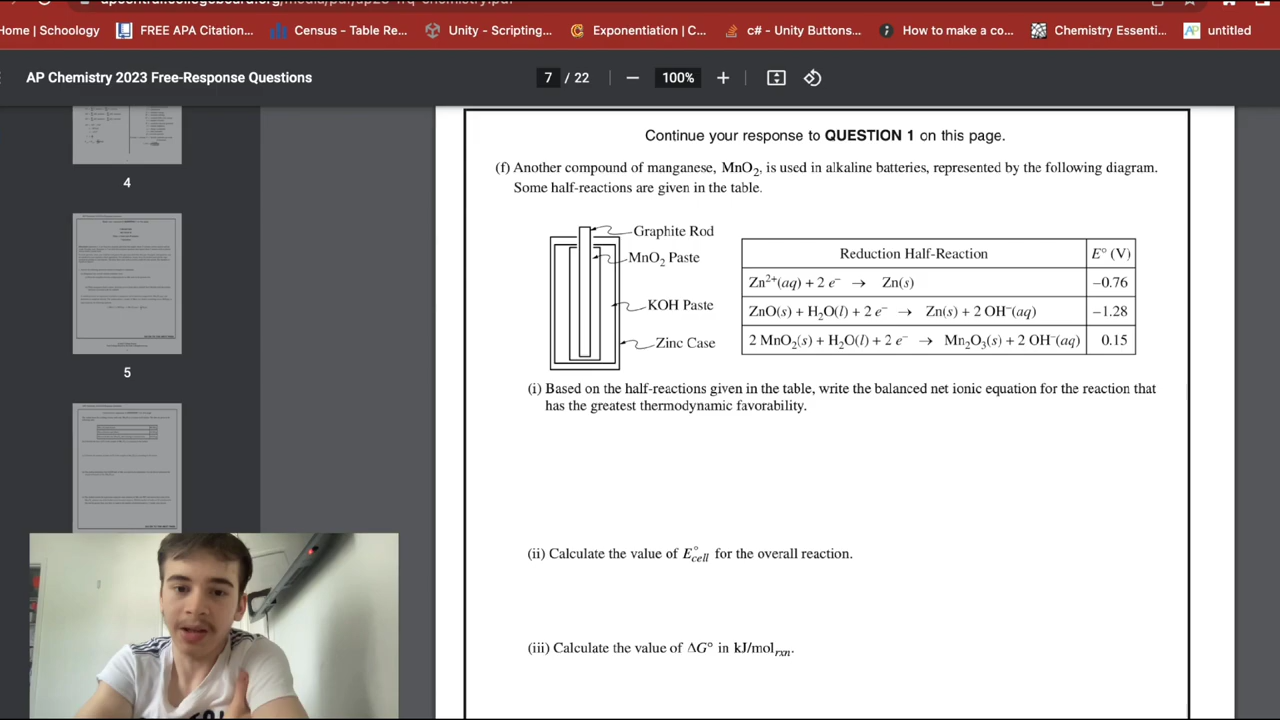 Home | Schoology
FREE APA Citation...
Census - Table Re...
Unity - Scripting...
Exponentiation | C...
c# - Unity Buttons...
How to make a co...
Chemistry Essenti...
AP untitled
AP Chemistry 2023 Free-Response Questions
7 / 22
100%
4
5
Continue your response to QUESTION 1 on this page.
(f) Another compound of manganese, MnO₂, is used in alkaline batteries, represented by the following diagram.
Some half-reactions are given in the table.
Graphite Rod
MnO₂ Paste
KOH Paste
Zinc Case
Reduction Half-Reaction E° (V)
Zn²⁺(aq) + 2 e⁻ → Zn(s) −0.76
ZnO(s) + H₂O(l) + 2 e⁻ → Zn(s) + 2 OH⁻(aq) −1.28
2 MnO₂(s) + H₂O(l) + 2 e⁻ → Mn₂O₃(s) + 2 OH⁻(aq) 0.15
(i) Based on the half-reactions given in the table, write the balanced net ionic equation for the reaction that
has the greatest thermodynamic favorability.
(ii) Calculate the value of E°cell for the overall reaction.
(iii) Calculate the value of ΔG° in kJ/molrxn.